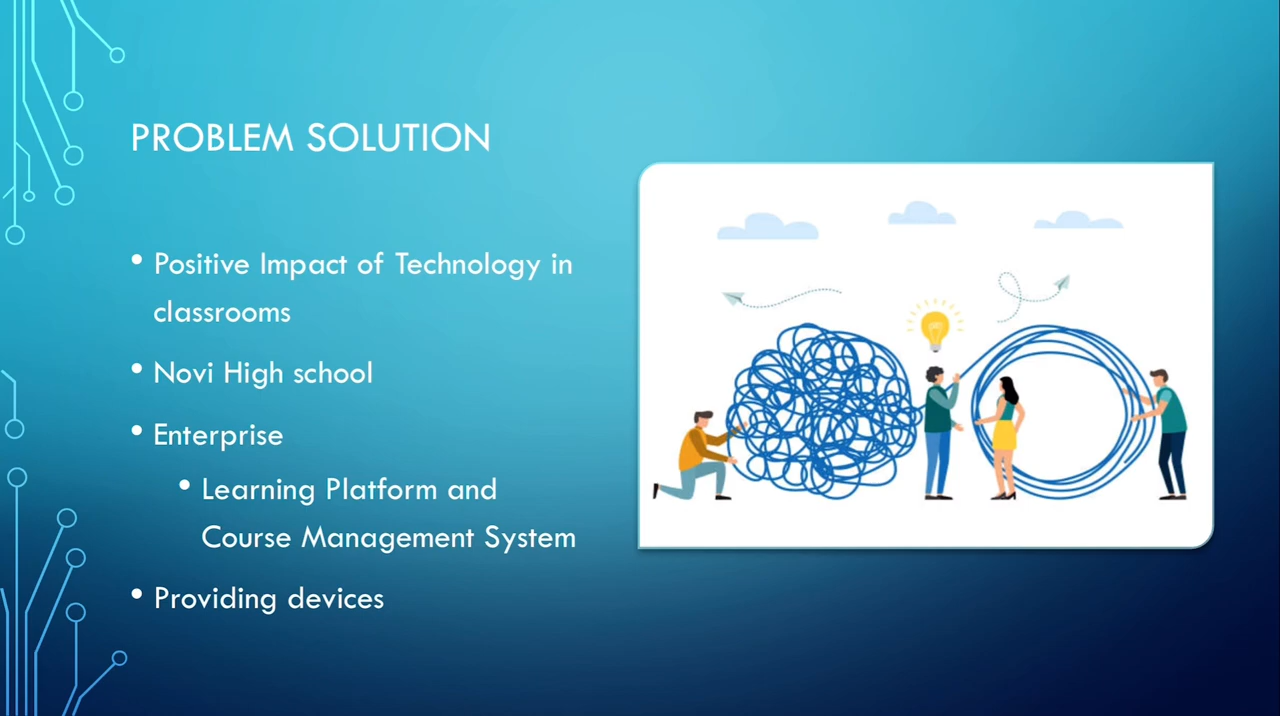 PROBLEM SOLUTION
• Positive Impact of Technology in
classrooms
• Novi High school
• Enterprise
• Learning Platform and
Course Management System
• Providing devices